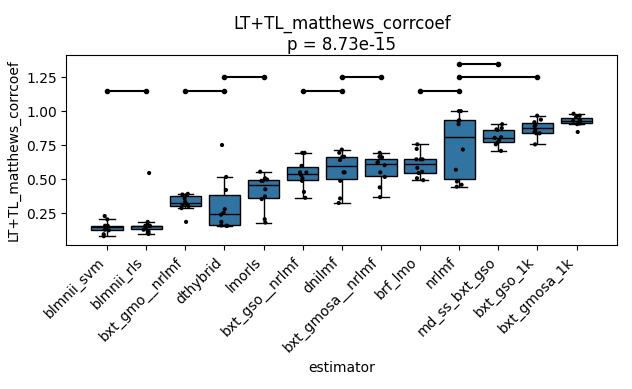 LT+TL_matthews_corrcoef
p = 8.73e-15
LT+TL_matthews_corrcoef
1.25
1.00
0.75
0.50
0.25
blmnii_svm
blmnii_rls
bxt_gmo__nrlmf
dthybrid
lmorls
bxt_gso__nrlmf
dnilmf
bxt_gmosa__nrlmf
brf_lmo
nrlmf
md_ss_bxt_gso
bxt_gso_1k
bxt_gmosa_1k
estimator